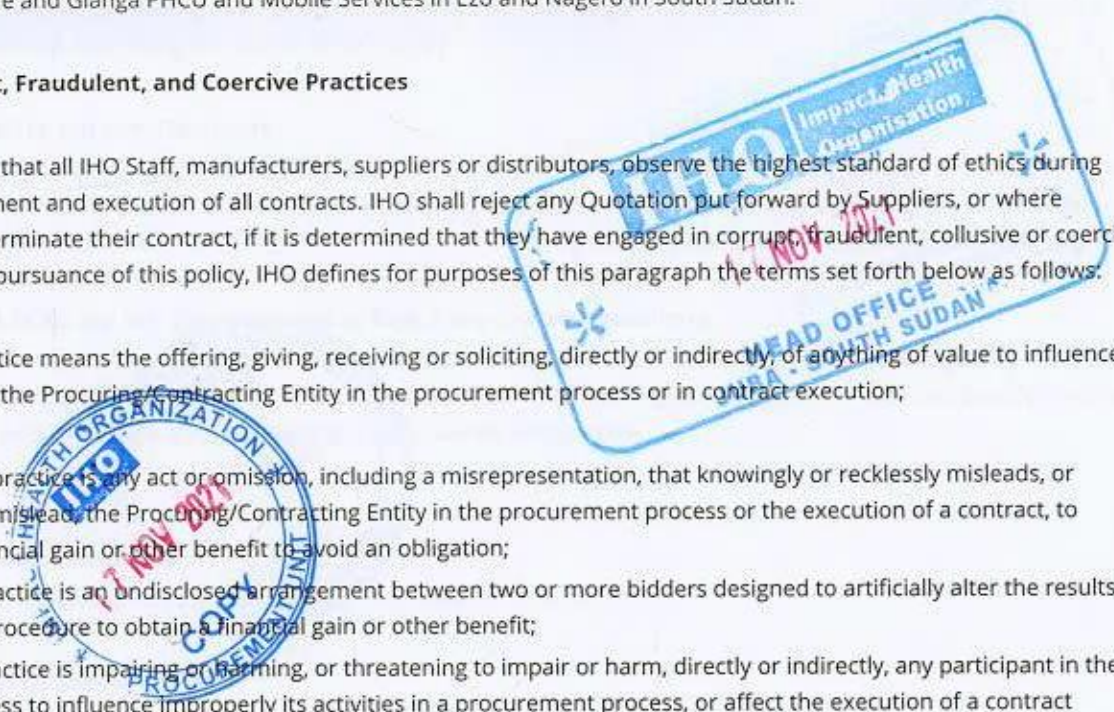 e and Gianga PHCU and Mobile Services in Ezo and Nagero in South Sudan.
, Fraudulent, and Coercive Practices
that all IHO Staff, manufacturers, suppliers or distributors, observe the highest standard of ethics during
ment and execution of all contracts. IHO shall reject any Quotation put forward by Suppliers, or where
erminate their contract, if it is determined that they have engaged in corrupt, fraudulent, collusive or coerci
pursuance of this policy, IHO defines for purposes of this paragraph the terms set forth below as follows:
tice means the offering, giving, receiving or soliciting, directly or indirectly, of anything of value to influence
the Procuring/Contracting Entity in the procurement process or in contract execution;
practice is any act or omission, including a misrepresentation, that knowingly or recklessly misleads, or
mislead, the Procuring/Contracting Entity in the procurement process or the execution of a contract, to
ncial gain or other benefit to avoid an obligation;
actice is an undisclosed arrangement between two or more bidders designed to artificially alter the results
rocedure to obtain a financial gain or other benefit;
actice is impairing or harming, or threatening to impair or harm, directly or indirectly, any participant in the
ess to influence improperly its activities in a procurement process, or affect the execution of a contract
IHO
Impact Health
Organisation
17 NOV 2021
HEAD OFFICE
JUBA - SOUTH SUDAN
HEALTH ORGANIZATION
IHO
17 NOV 2021
COPY
PROCUREMENT UNIT